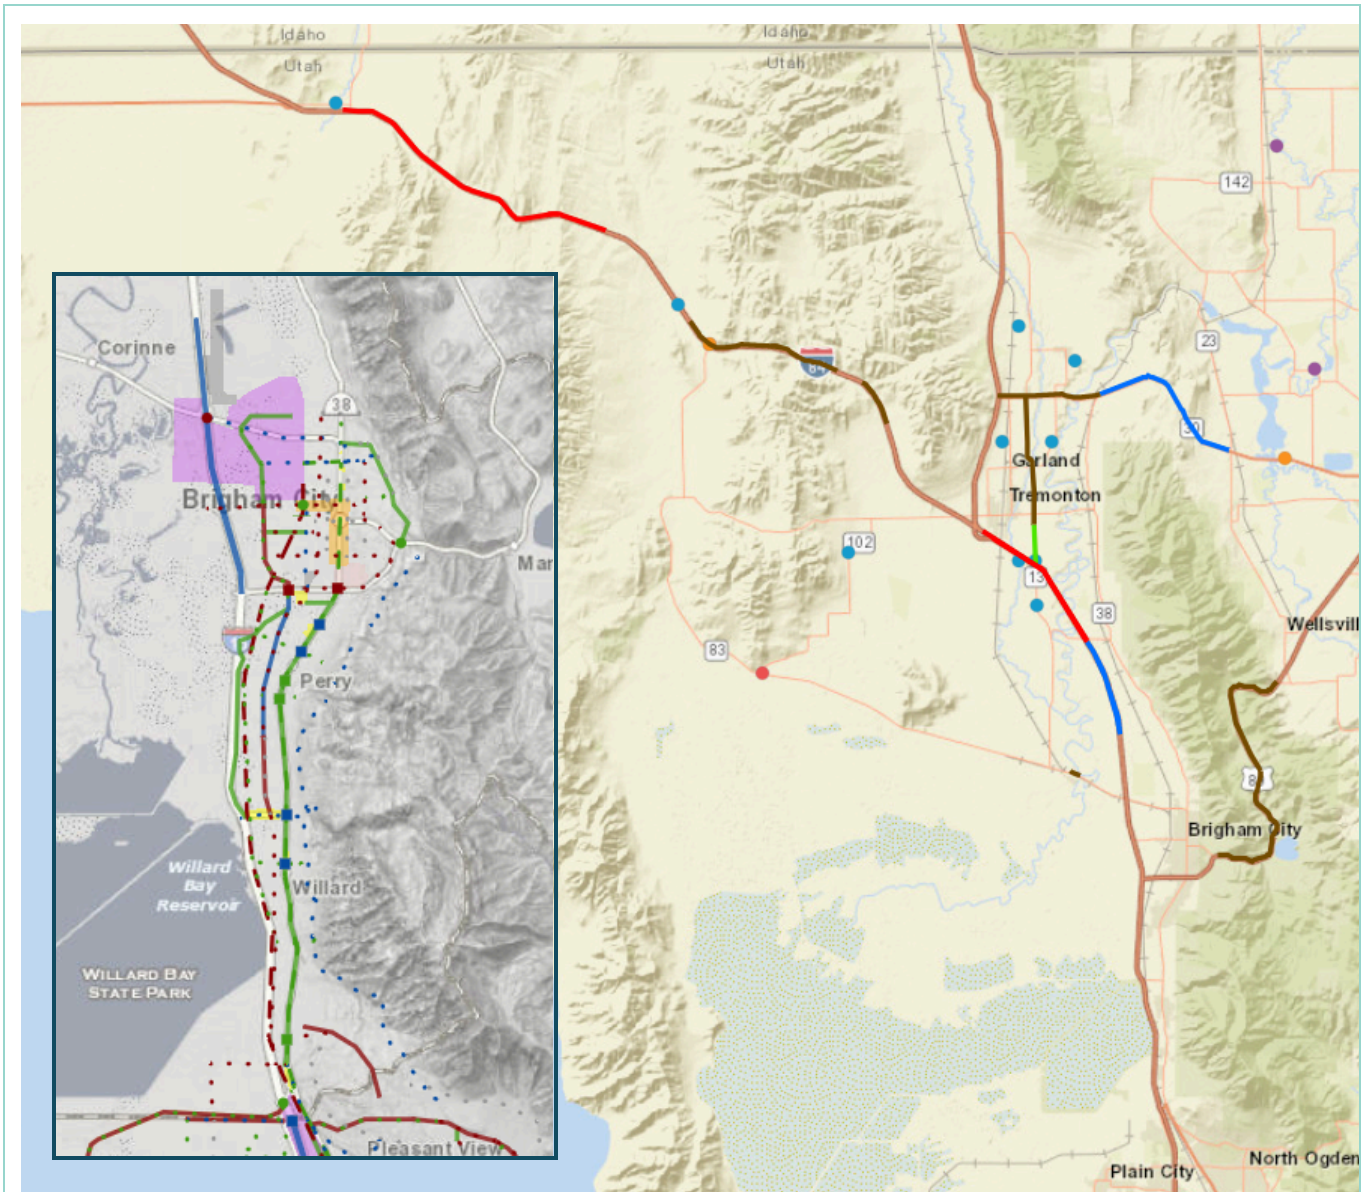 Idaho
Utah
Idaho
Utah
142
23
84
30
Garland
Tremonton
102
13
38
83
Wellsvill
Brigham City
Plain City
North Ogden
Corinne
38
Brigham City
Mar
Perry
Willard
Bay
Reservoir
Willard
WILLARD BAY
STATE PARK
Pleasant View